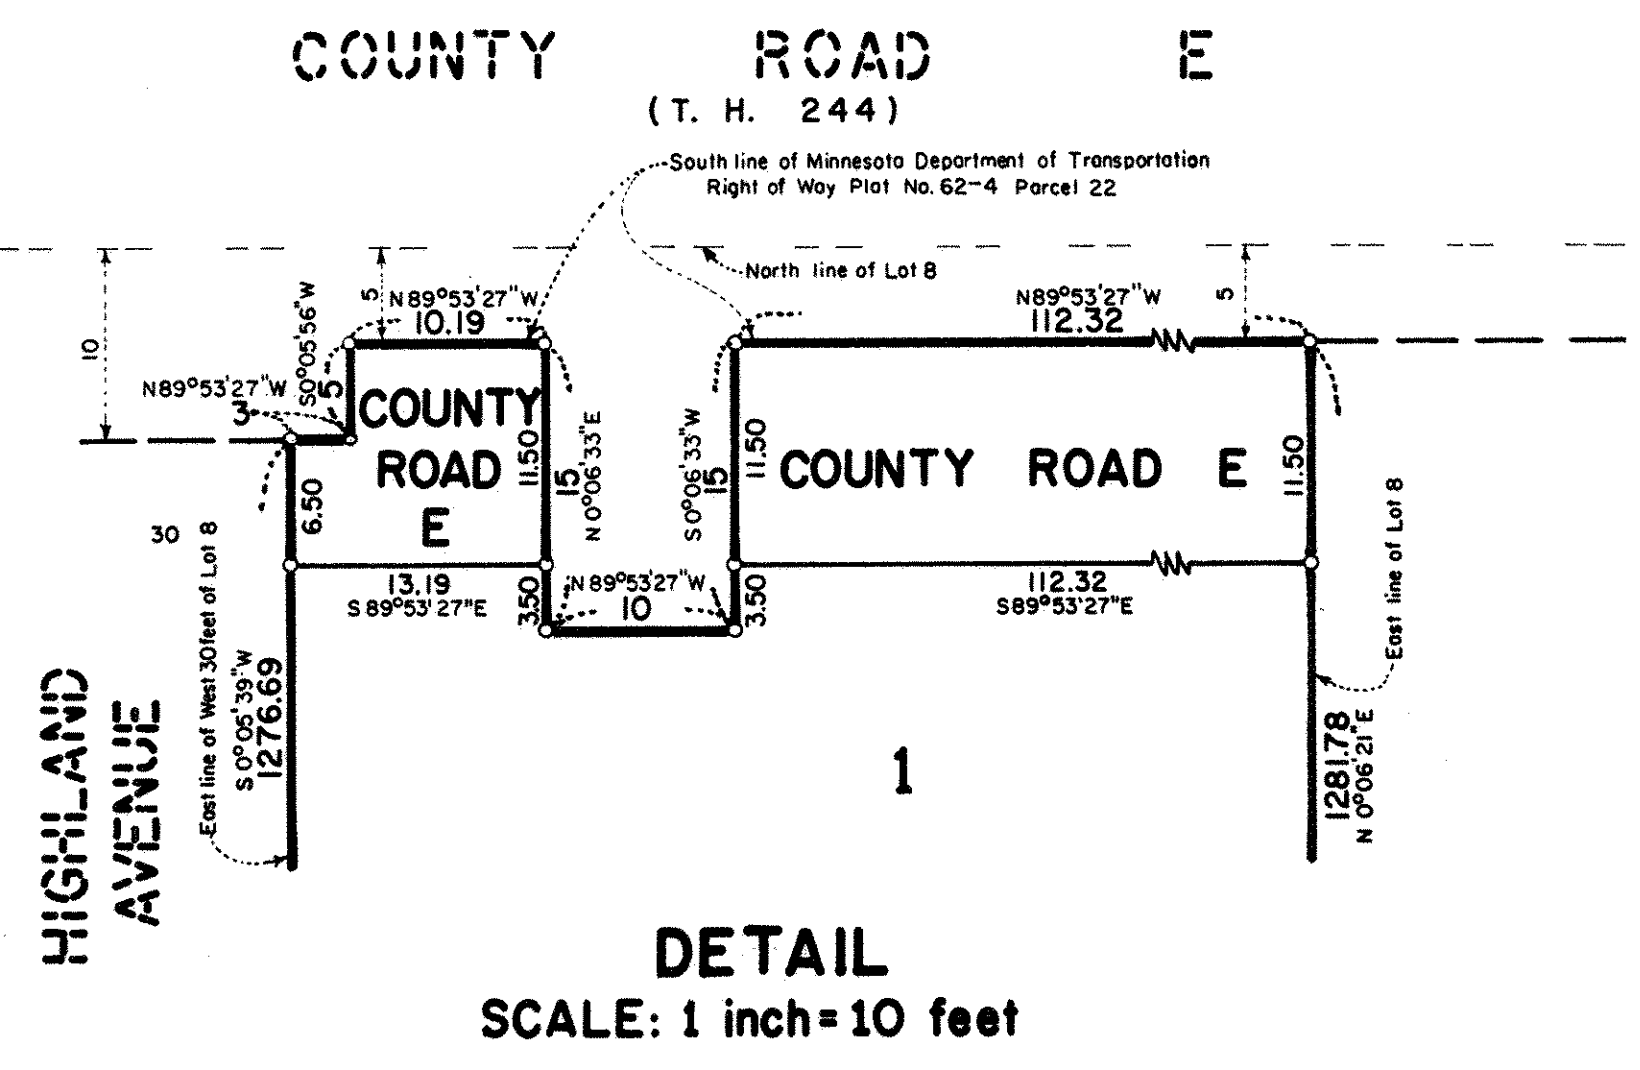 COUNTY ROAD E
(T. H. 244)
South line of Minnesota Department of Transportation
Right of Way Plat No. 62-4 Parcel 22
North line of Lot 8
10
5
5
N89°53'27"W
10.19
N89°53'27"W
112.32
S0°05'56"W
5
N89°53'27"W
3
COUNTY
ROAD
E
11.50
15
N0°06'33"E
S0°06'33"W
15
11.50
COUNTY ROAD E
11.50
6.50
30
13.19
S89°53'27"E
3.50
N89°53'27"W
10
3.50
112.32
S89°53'27"E
East line of Lot 8
East line of West 30feet of Lot 8
S0°05'39"W
1276.69
HIGHLAND
AVENUE
1
1281.78
N0°06'21"E
DETAIL
SCALE: 1 inch = 10 feet